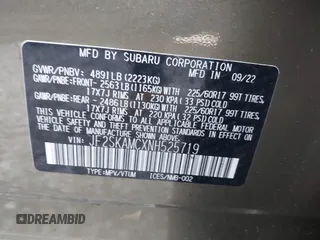 MFD. BY SUBARU CORPORATION
GVWR/PNBV: 4891LB(2223KG) 09/22
GAWR/PNBE:FRONT- 2563LB(1165KG)WITH 225/60R17 99T TIRES,
17X7J RIMS AT 230 KPA(33 PSI)COLD
GAWR/PNBE:REAR- 2486LB(1130KG)WITH 225/60R17 99T TIRES,
17X7J RIMS AT 220 KPA(32 PSI)COLD
THIS VEHICLE CONFORMS TO ALL APPLICABLE
FEDERAL MOTOR VEHICLE SAFETY, BUMPER, AND
THEFT PREVENTION STANDARDS IN EFFECT ON
THE DATE OF MANUFACTURE SHOWN ABOVE.
VIN: JF2SKAMCXNH525719
TYPE:MPV/VTUM ICES/NMB-002
DREAMBID